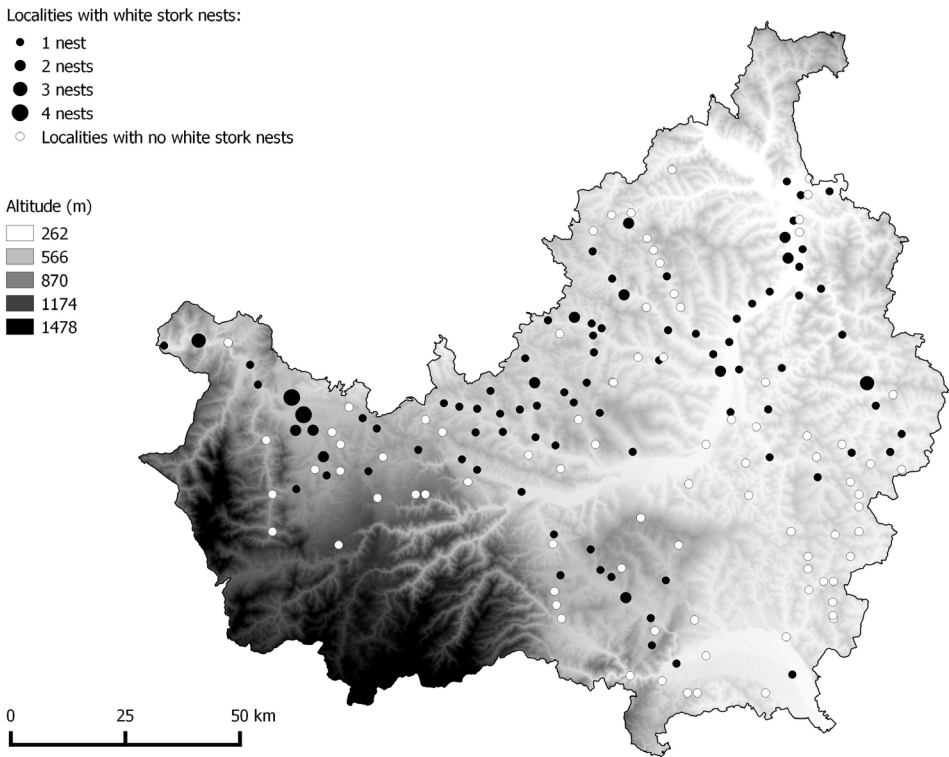 Localities with white stork nests:
1 nest
2 nests
3 nests
4 nests
Localities with no white stork nests
Altitude (m)
262
566
870
1174
1478
0 25 50 km